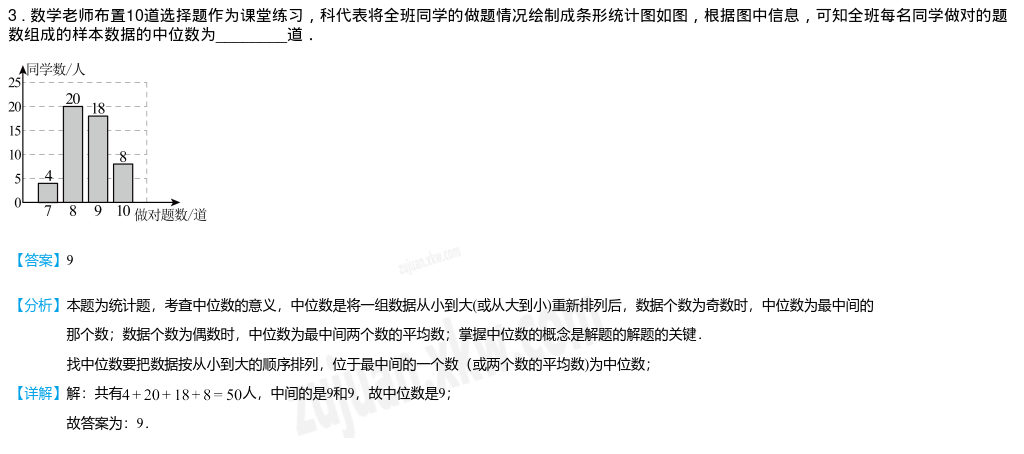 3．数学老师布置10道选择题作为课堂练习，科代表将全班同学的做题情况绘制成条形统计图如图，根据图中信息，可知全班每名同学做对的题
数组成的样本数据的中位数为________道．
同学数/人
25
20
15
10
5
0
4
20
18
8
7 8 9 10 做对题数/道
【答案】9
【分析】本题为统计题，考查中位数的意义，中位数是将一组数据从小到大(或从大到小)重新排列后，数据个数为奇数时，中位数为最中间的
那个数；数据个数为偶数时，中位数为最中间两个数的平均数；掌握中位数的概念是解题的解题的关键．
找中位数要把数据按从小到大的顺序排列，位于最中间的一个数（或两个数的平均数)为中位数；
【详解】解：共有4+20+18+8=50人，中间的是9和9，故中位数是9；
故答案为：9．
zujuan.xkw.com
zujuan.xkw.com